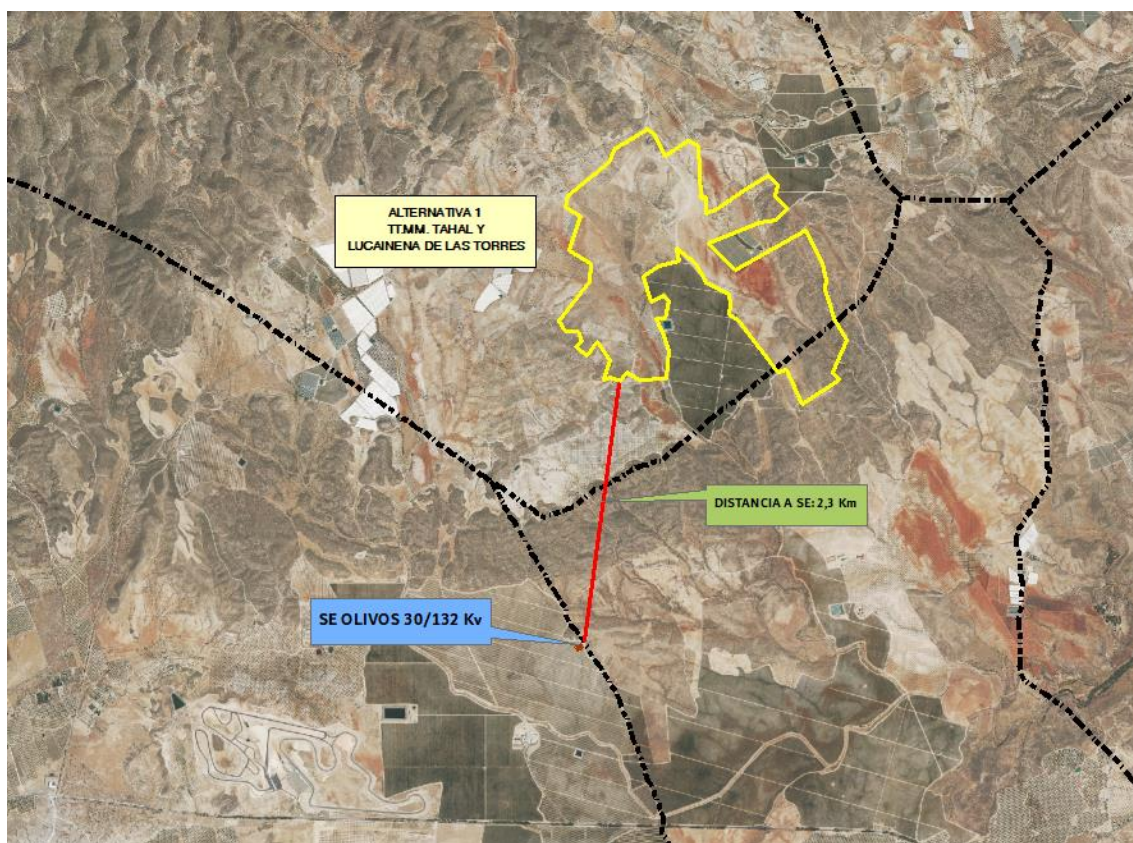 ALTERNATIVA 1
TT.MM. TAHAL Y
LUCAINENA DE LAS TORRES
DISTANCIA A SE: 2,3 Km
SE OLIVOS 30/132 Kv